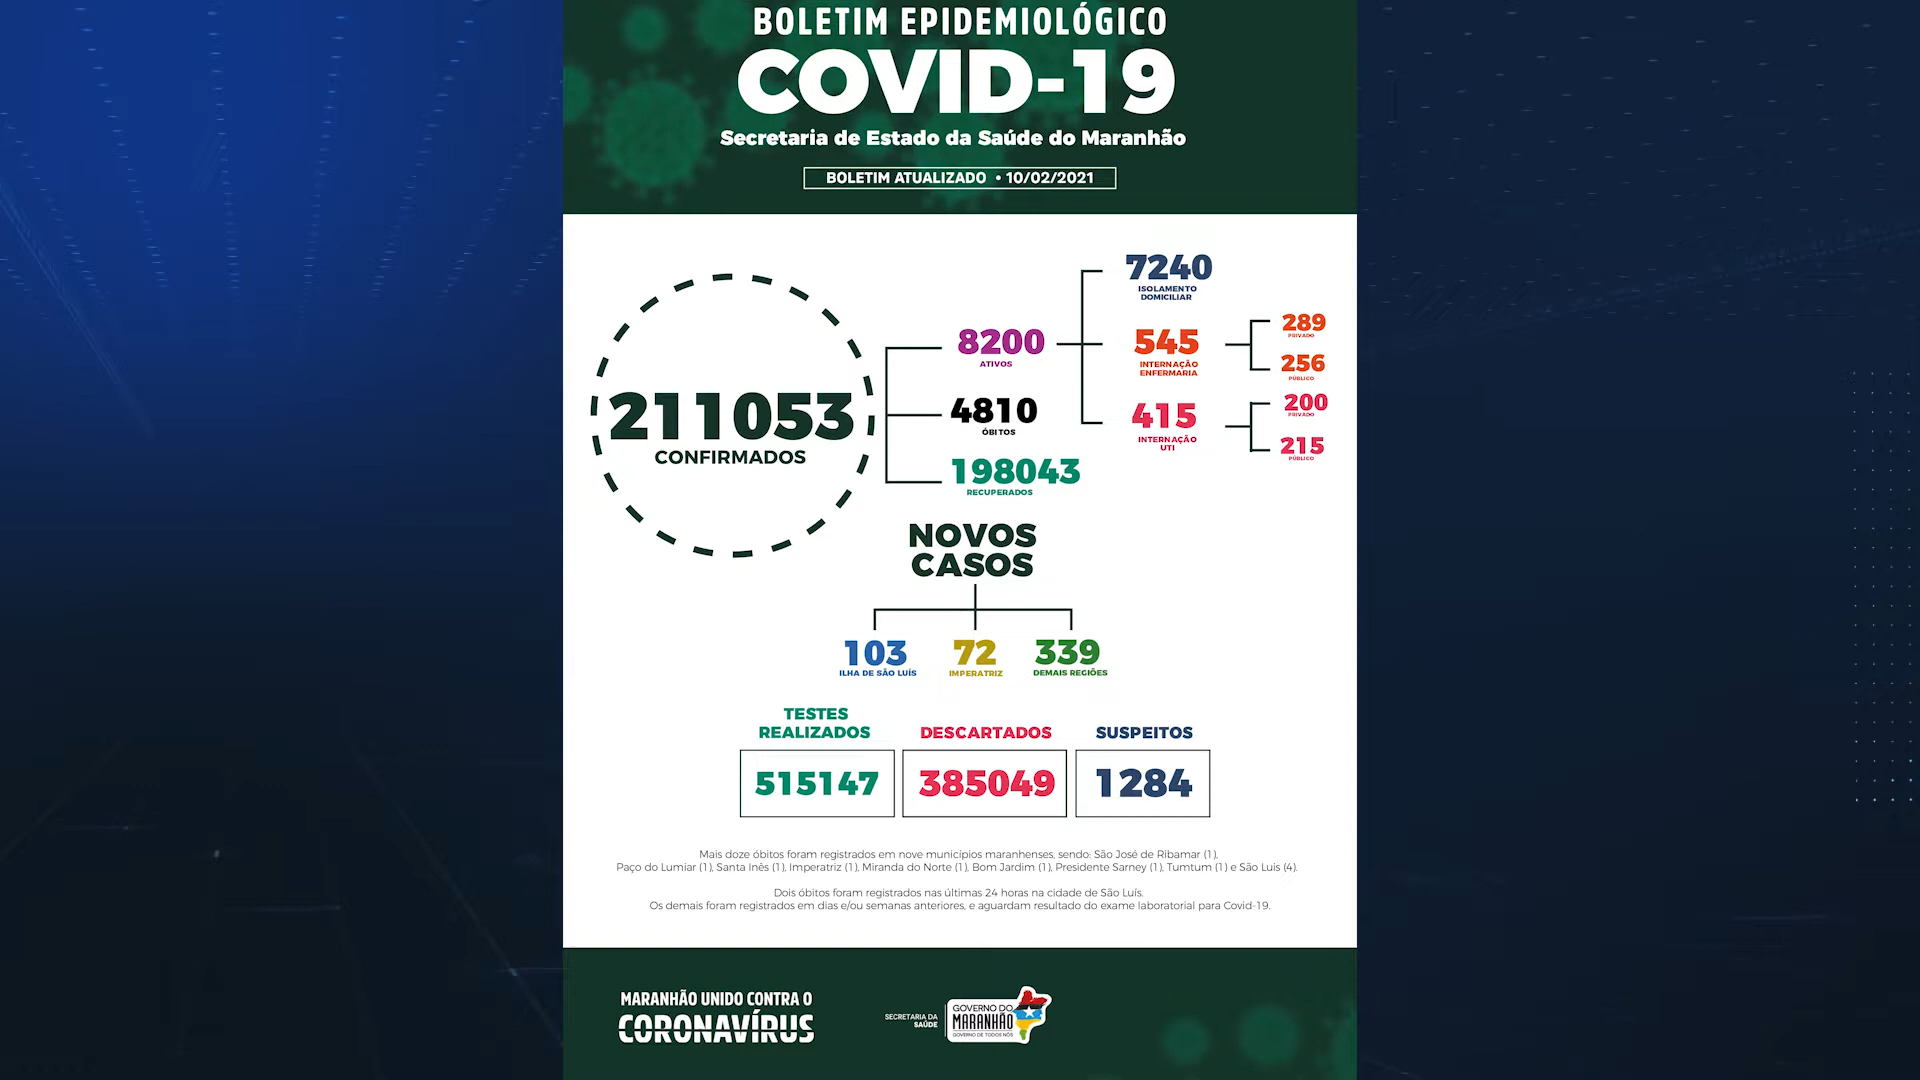 BOLETIM EPIDEMIOLÓGICO
COVID-19
Secretaria de Estado da Saúde do Maranhão
BOLETIM ATUALIZADO • 10/02/2021
211053
CONFIRMADOS
8200
ATIVOS
4810
ÓBITOS
198043
RECUPERADOS
7240
ISOLAMENTO
DOMICILIAR
545
INTERNAÇÃO
ENFERMARIA
289
PRIVADO
256
PÚBLICO
415
INTERNAÇÃO
UTI
200
PRIVADO
215
PÚBLICO
NOVOS
CASOS
103
ILHA DE SÃO LUÍS
72
IMPERATRIZ
339
DEMAIS REGIÕES
TESTES
REALIZADOS
515147
DESCARTADOS
385049
SUSPEITOS
1284
Mais doze óbitos foram registrados em nove municípios maranhenses, sendo: São José de Ribamar (1),
Paço do Lumiar (1), Santa Inês (1), Imperatriz (1), Miranda do Norte (1), Bom Jardim (1), Presidente Sarney (1), Tumtum (1) e São Luís (4).
Dois óbitos foram registrados nas últimas 24 horas na cidade de São Luís.
Os demais foram registrados em dias e/ou semanas anteriores, e aguardam resultado do exame laboratorial para Covid-19.
MARANHÃO UNIDO CONTRA O
CORONAVÍRUS
SECRETARIA DA
SAÚDE
GOVERNO DO
MARANHÃO
GOVERNO DE TODOS NÓS